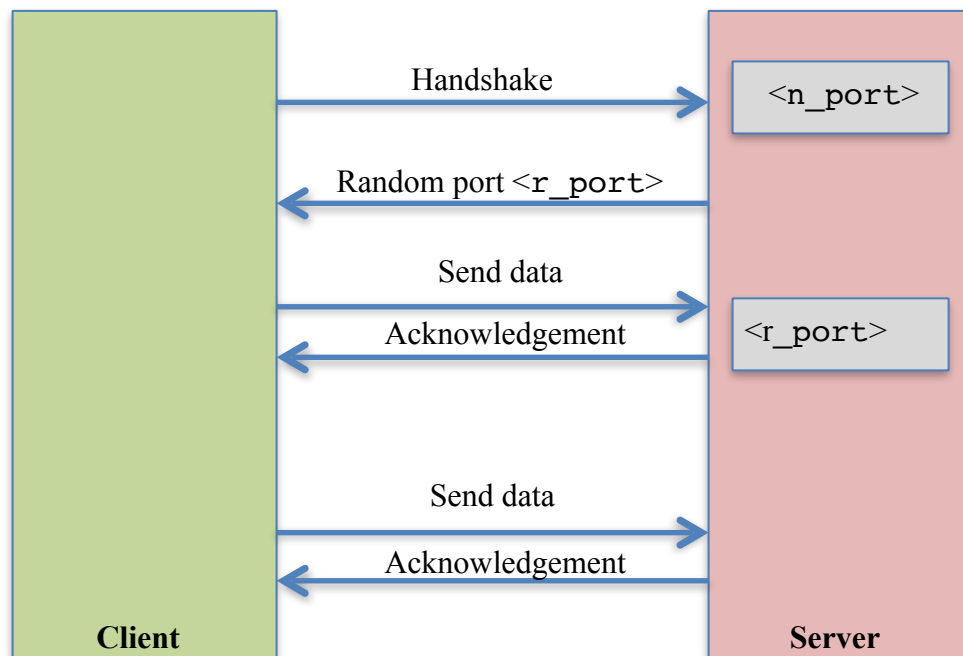 Handshake
<n_port>
Random port <r_port>
Send data
Acknowledgement
<r_port>
Send data
Acknowledgement
Client
Server